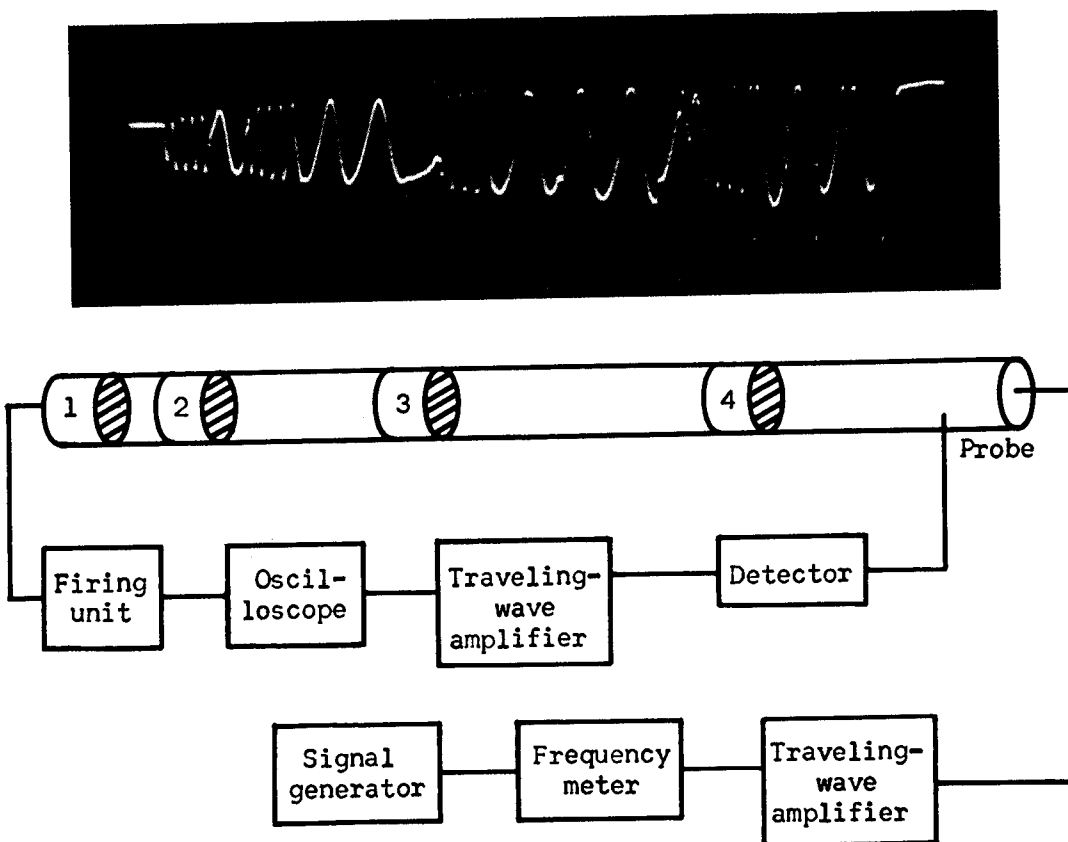 1
2
3
4
Probe
Firing
unit
Oscil-
loscope
Traveling-
wave
amplifier
Detector
Signal
generator
Frequency
meter
Traveling-
wave
amplifier